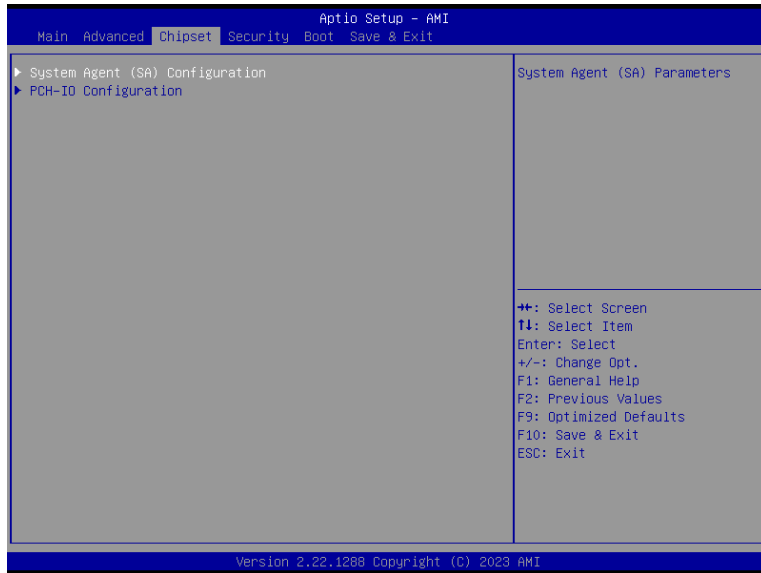 Aptio Setup – AMI
Main Advanced Chipset Security Boot Save & Exit
▶ System Agent (SA) Configuration
▶ PCH-IO Configuration
System Agent (SA) Parameters
→←: Select Screen
↑↓: Select Item
Enter: Select
+/-: Change Opt.
F1: General Help
F2: Previous Values
F9: Optimized Defaults
F10: Save & Exit
ESC: Exit
Version 2.22.1288 Copyright (C) 2023 AMI